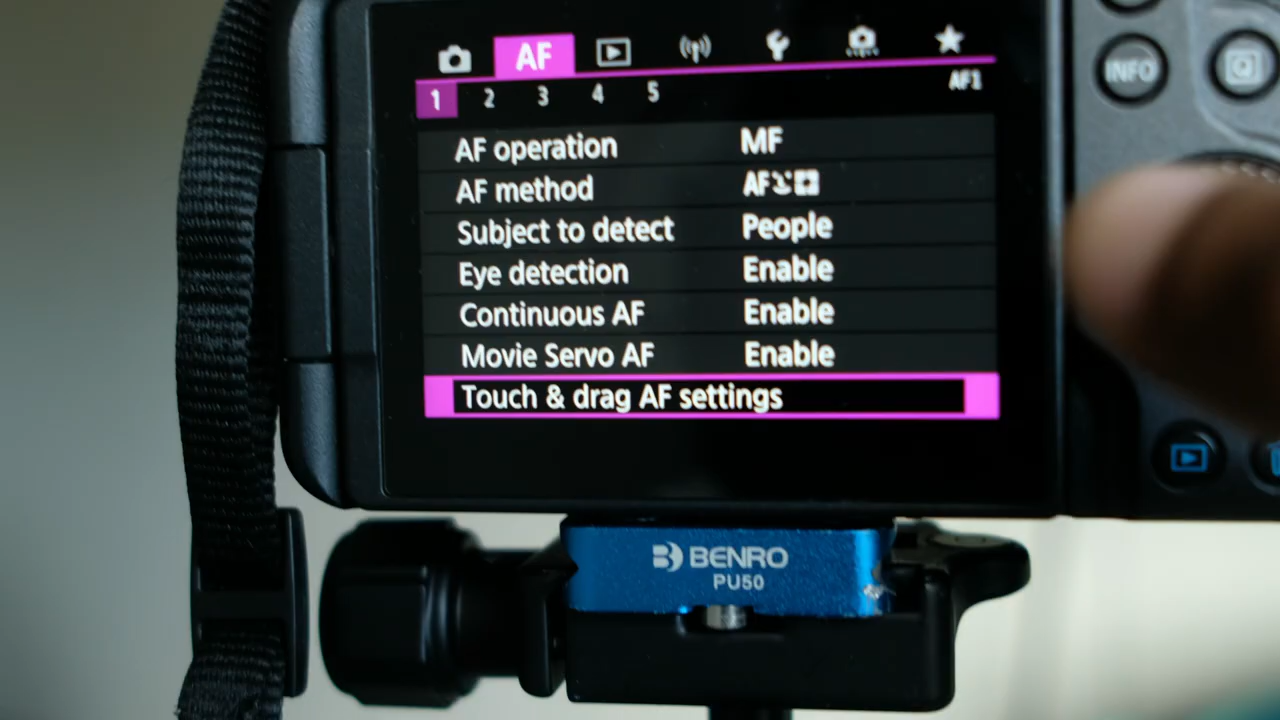 AF
1 2 3 4 5 AF1
AF operation MF
AF method AF
Subject to detect People
Eye detection Enable
Continuous AF Enable
Movie Servo AF Enable
Touch & drag AF settings
INFO
BENRO
PU50